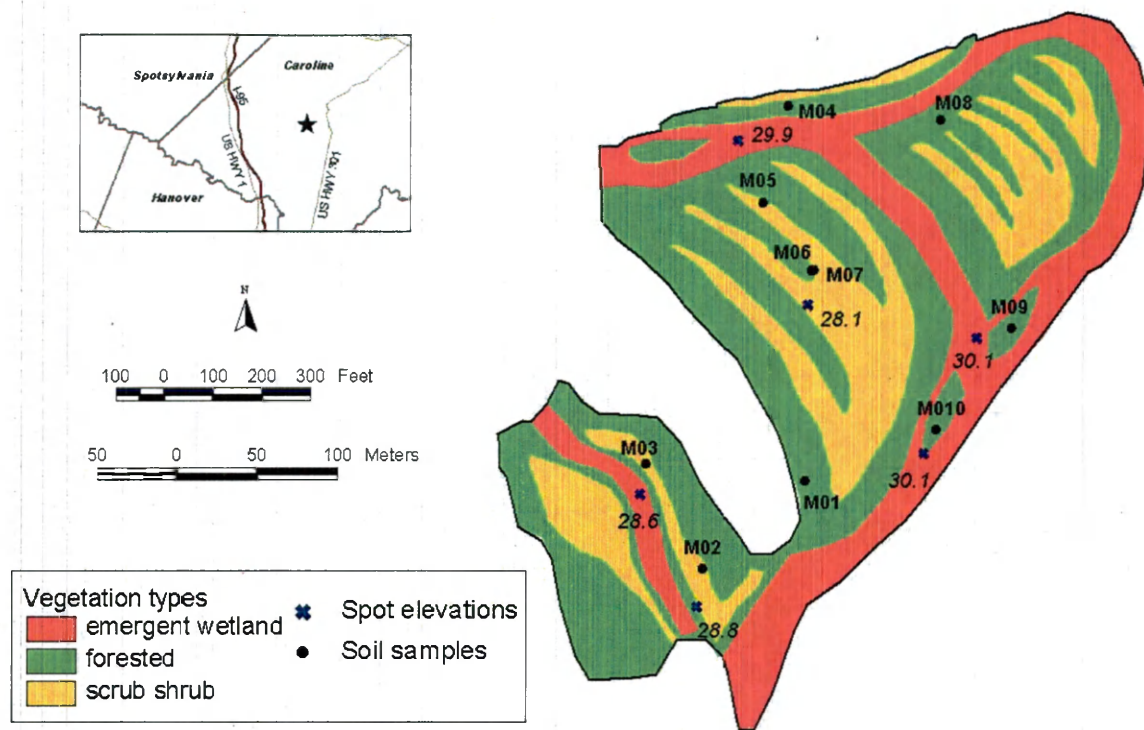 Spotsylvania
Caroline
I-95
US HWY 1
US HWY 301
Hanover
N
100 0 100 200 300 Feet
50 0 50 100 Meters
Vegetation types
emergent wetland
forested
scrub shrub
Spot elevations
Soil samples
M04
M08
29.9
M05
M06
M07
28.1
M09
30.1
M010
30.1
M03
M01
28.6
M02
28.8